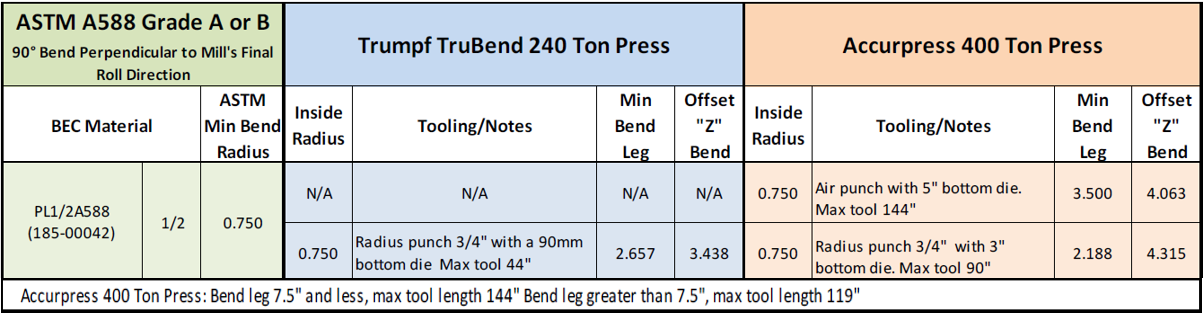 ASTM A588 Grade A or B
90° Bend Perpendicular to Mill's Final
Roll Direction
Trumpf TruBend 240 Ton Press
Accurpress 400 Ton Press
BEC Material
ASTM
Min Bend
Radius
Inside
Radius
Tooling/Notes
Min
Bend
Leg
Offset
"Z"
Bend
Inside
Radius
Tooling/Notes
Min
Bend
Leg
Offset
"Z"
Bend
PL1/2A588
(185-00042)
1/2
0.750
N/A
N/A
N/A
N/A
0.750
Air punch with 5" bottom die.
Max tool 144"
3.500
4.063
0.750
Radius punch 3/4" with a 90mm
bottom die Max tool 44"
2.657
3.438
0.750
Radius punch 3/4" with 3"
bottom die. Max tool 90"
2.188
4.315
Accurpress 400 Ton Press: Bend leg 7.5" and less, max tool length 144" Bend leg greater than 7.5", max tool length 119"